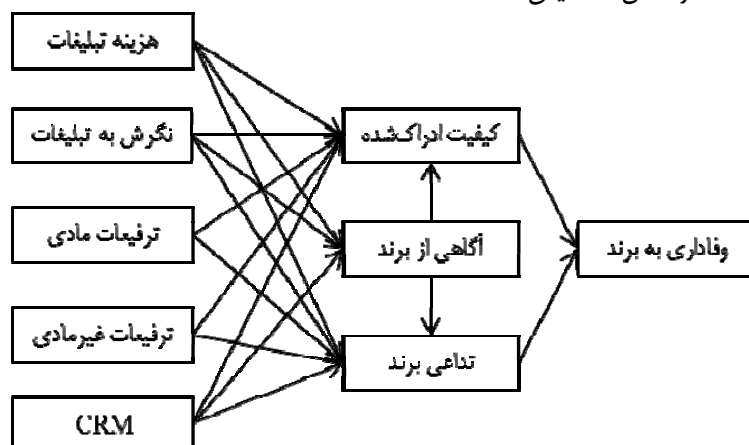 هزینه تبلیغات
نگرش به تبلیغات
ترفیعات مادی
ترفیعات غیرمادی
CRM
کیفیت ادراک‌شده
آگاهی از برند
تداعی برند
وفاداری به برند